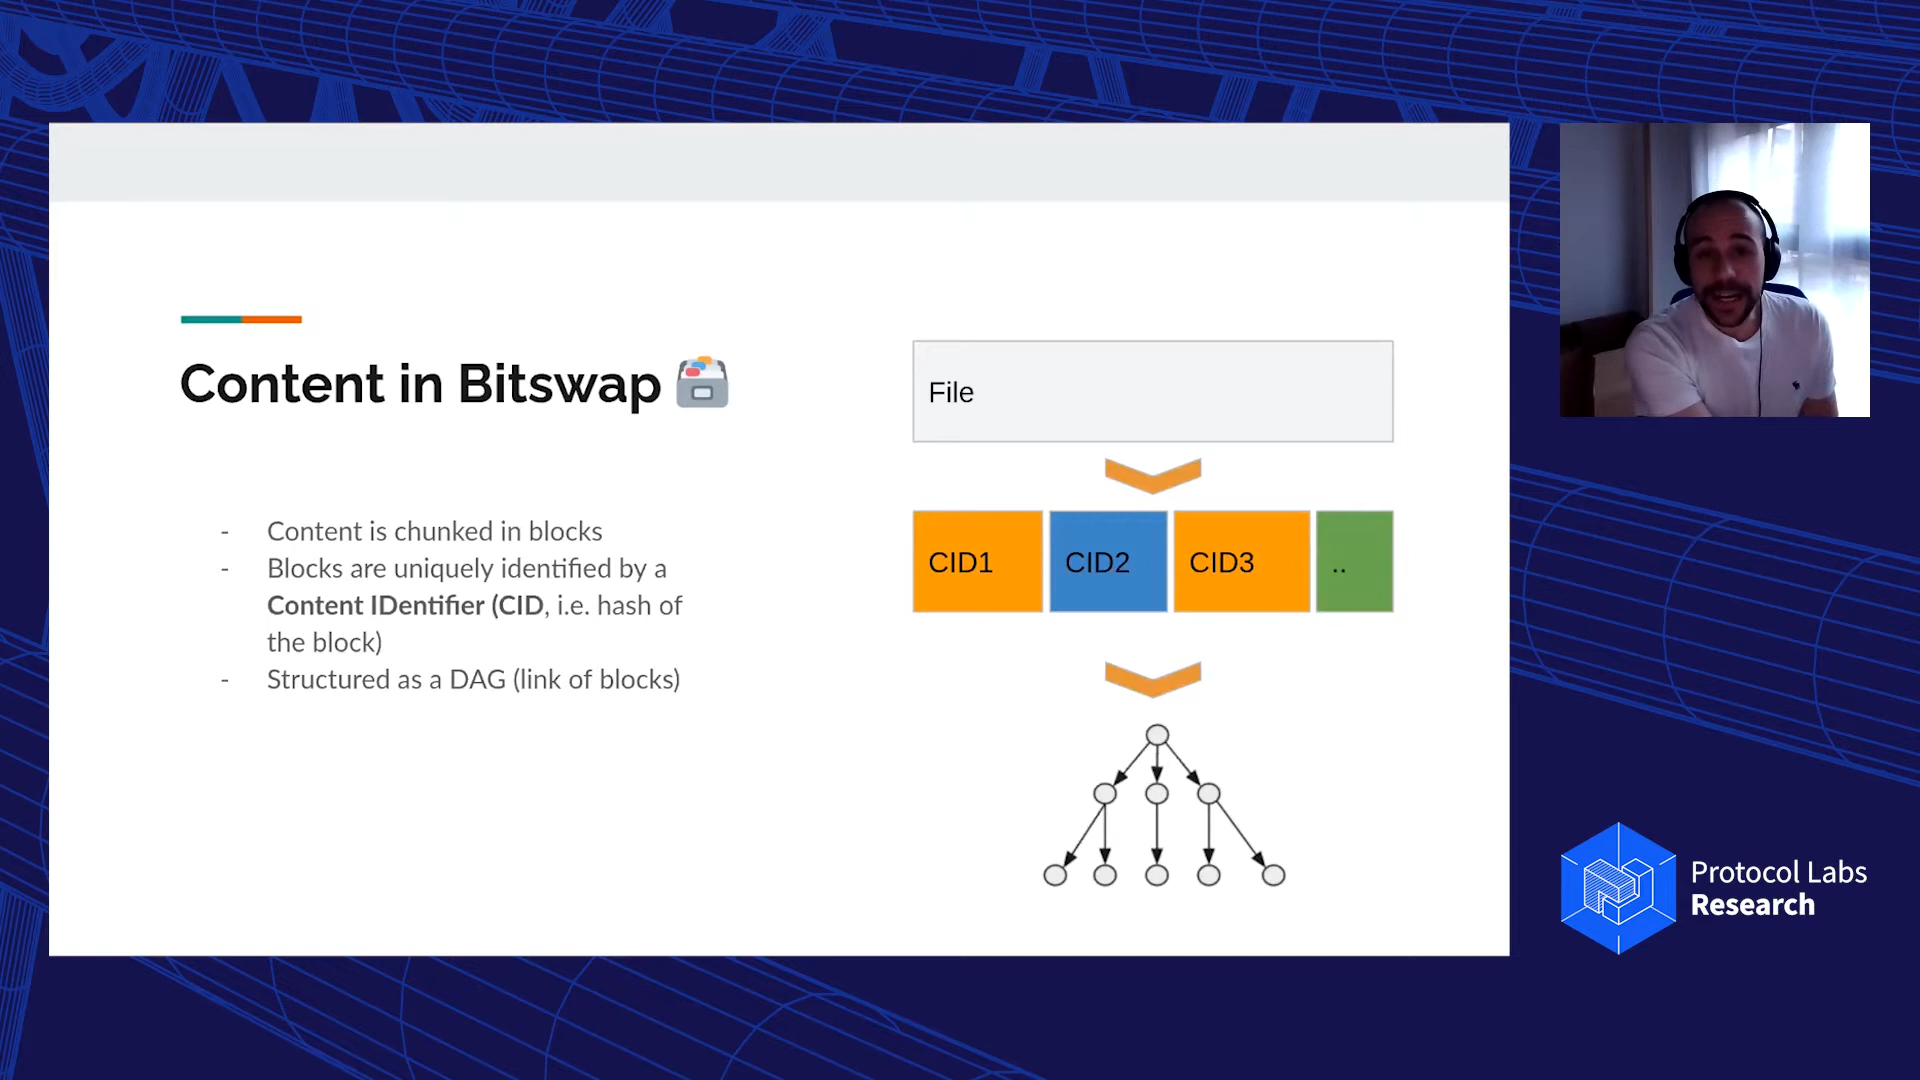 Content in Bitswap
- Content is chunked in blocks
- Blocks are uniquely identified by a
Content IDentifier (CID, i.e. hash of
the block)
- Structured as a DAG (link of blocks)
File
CID1 CID2 CID3 ..
Protocol Labs
Research